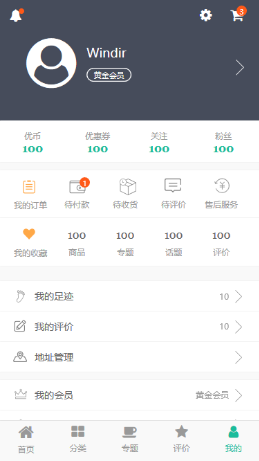 3
Windir
黄金会员
优币 优惠券 关注 粉丝
100 100 100 100
1
我的订单 待付款 待收货 待评价 售后服务
100 100 100 100
我的收藏 商品 专题 话题 评价
我的足迹 10
我的评价 10
地址管理
我的会员 黄金会员
首页 分类 专题 评价 我的